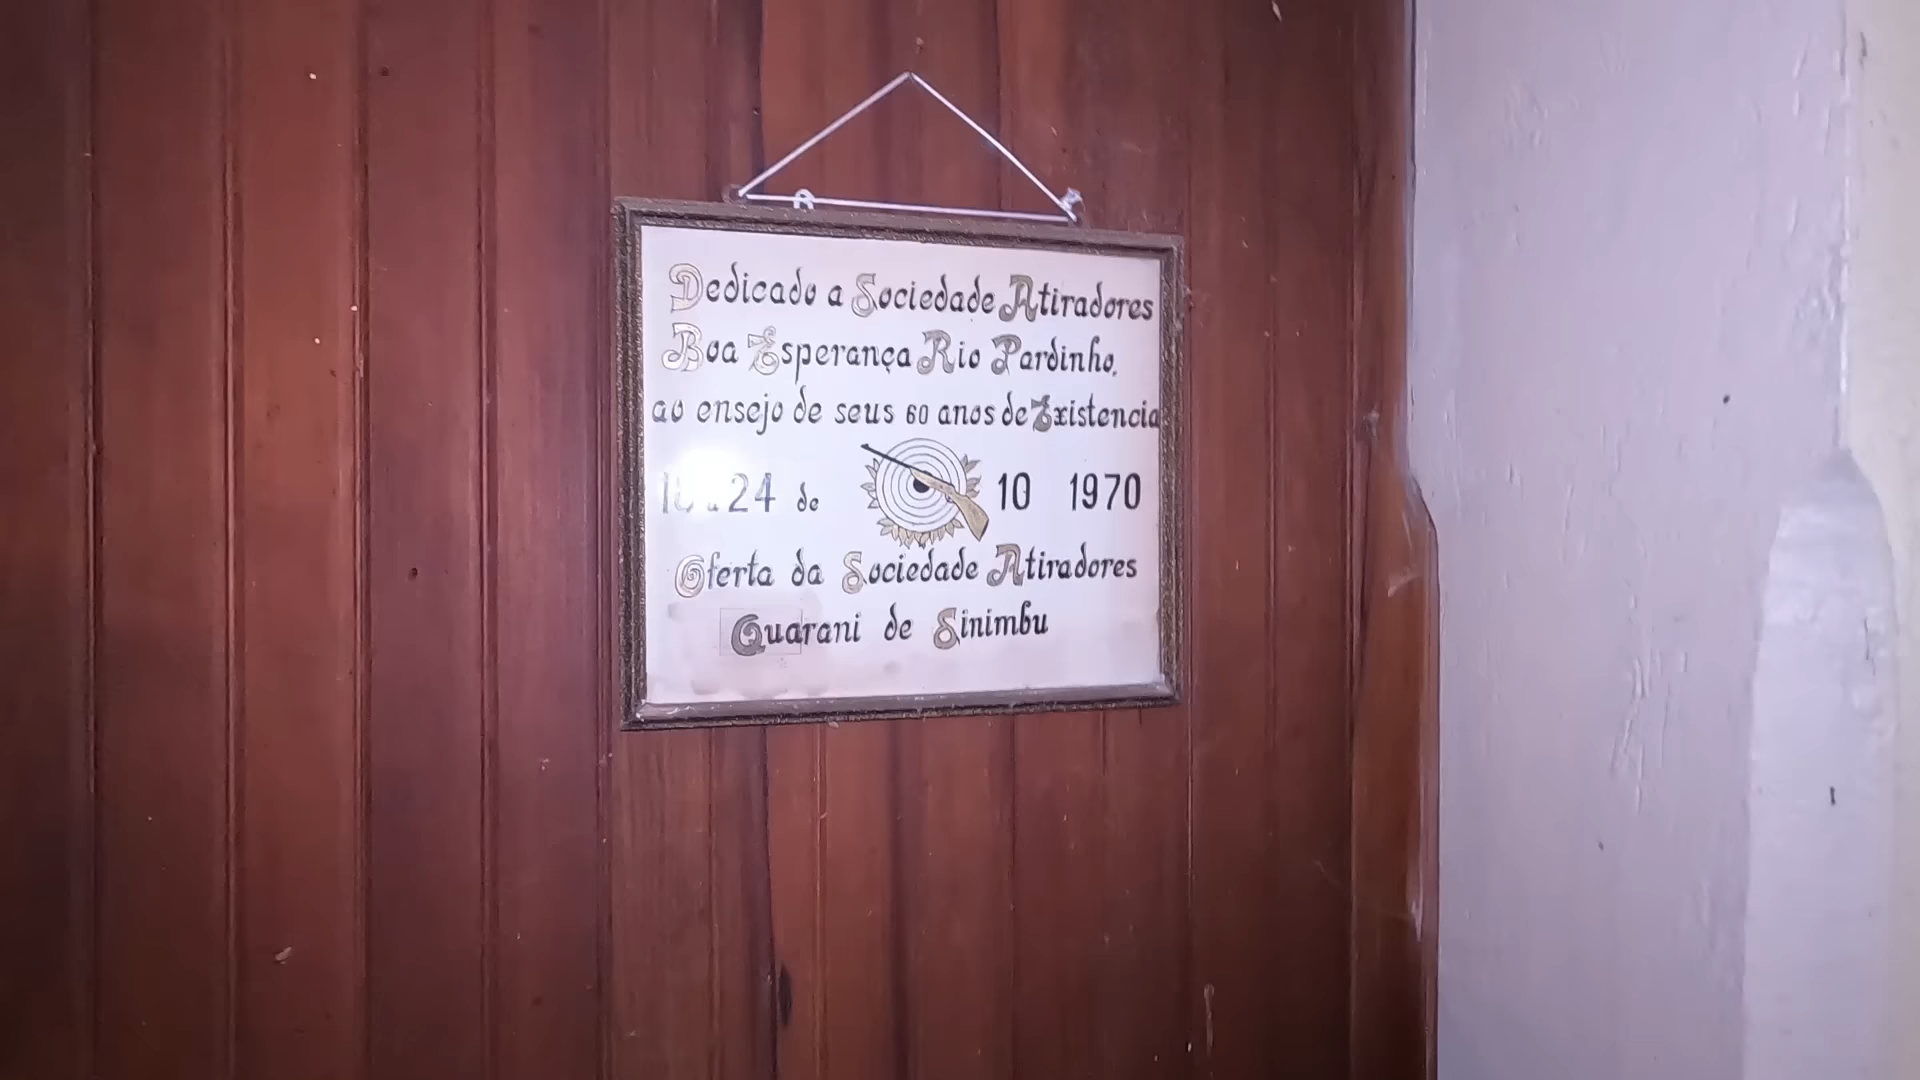 Dedicado a Sociedade Atiradores
Boa Esperança Rio Pardinho,
ao ensejo de seus 60 anos de Existencia
24 de 10 1970
Oferta da Sociedade Atiradores
Guarani de Sinimbu